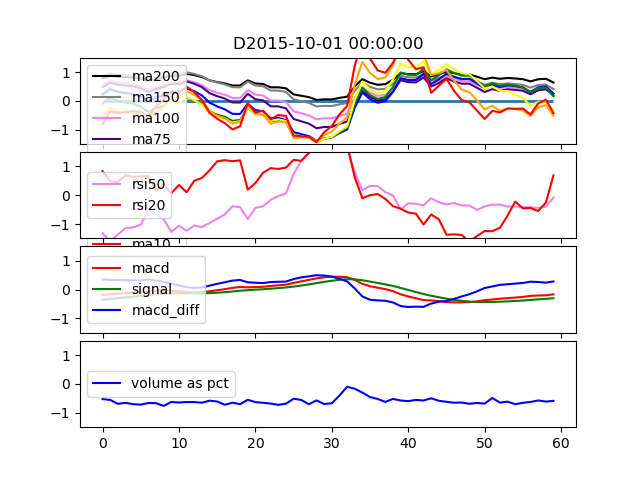 D2015-10-01 00:00:00
1
0
−1
ma200
ma150
ma100
ma75
1
0
−1
rsi50
rsi20
ma10
1
0
−1
macd
signal
macd_diff
1
0
−1
volume as pct
0 10 20 30 40 50 60